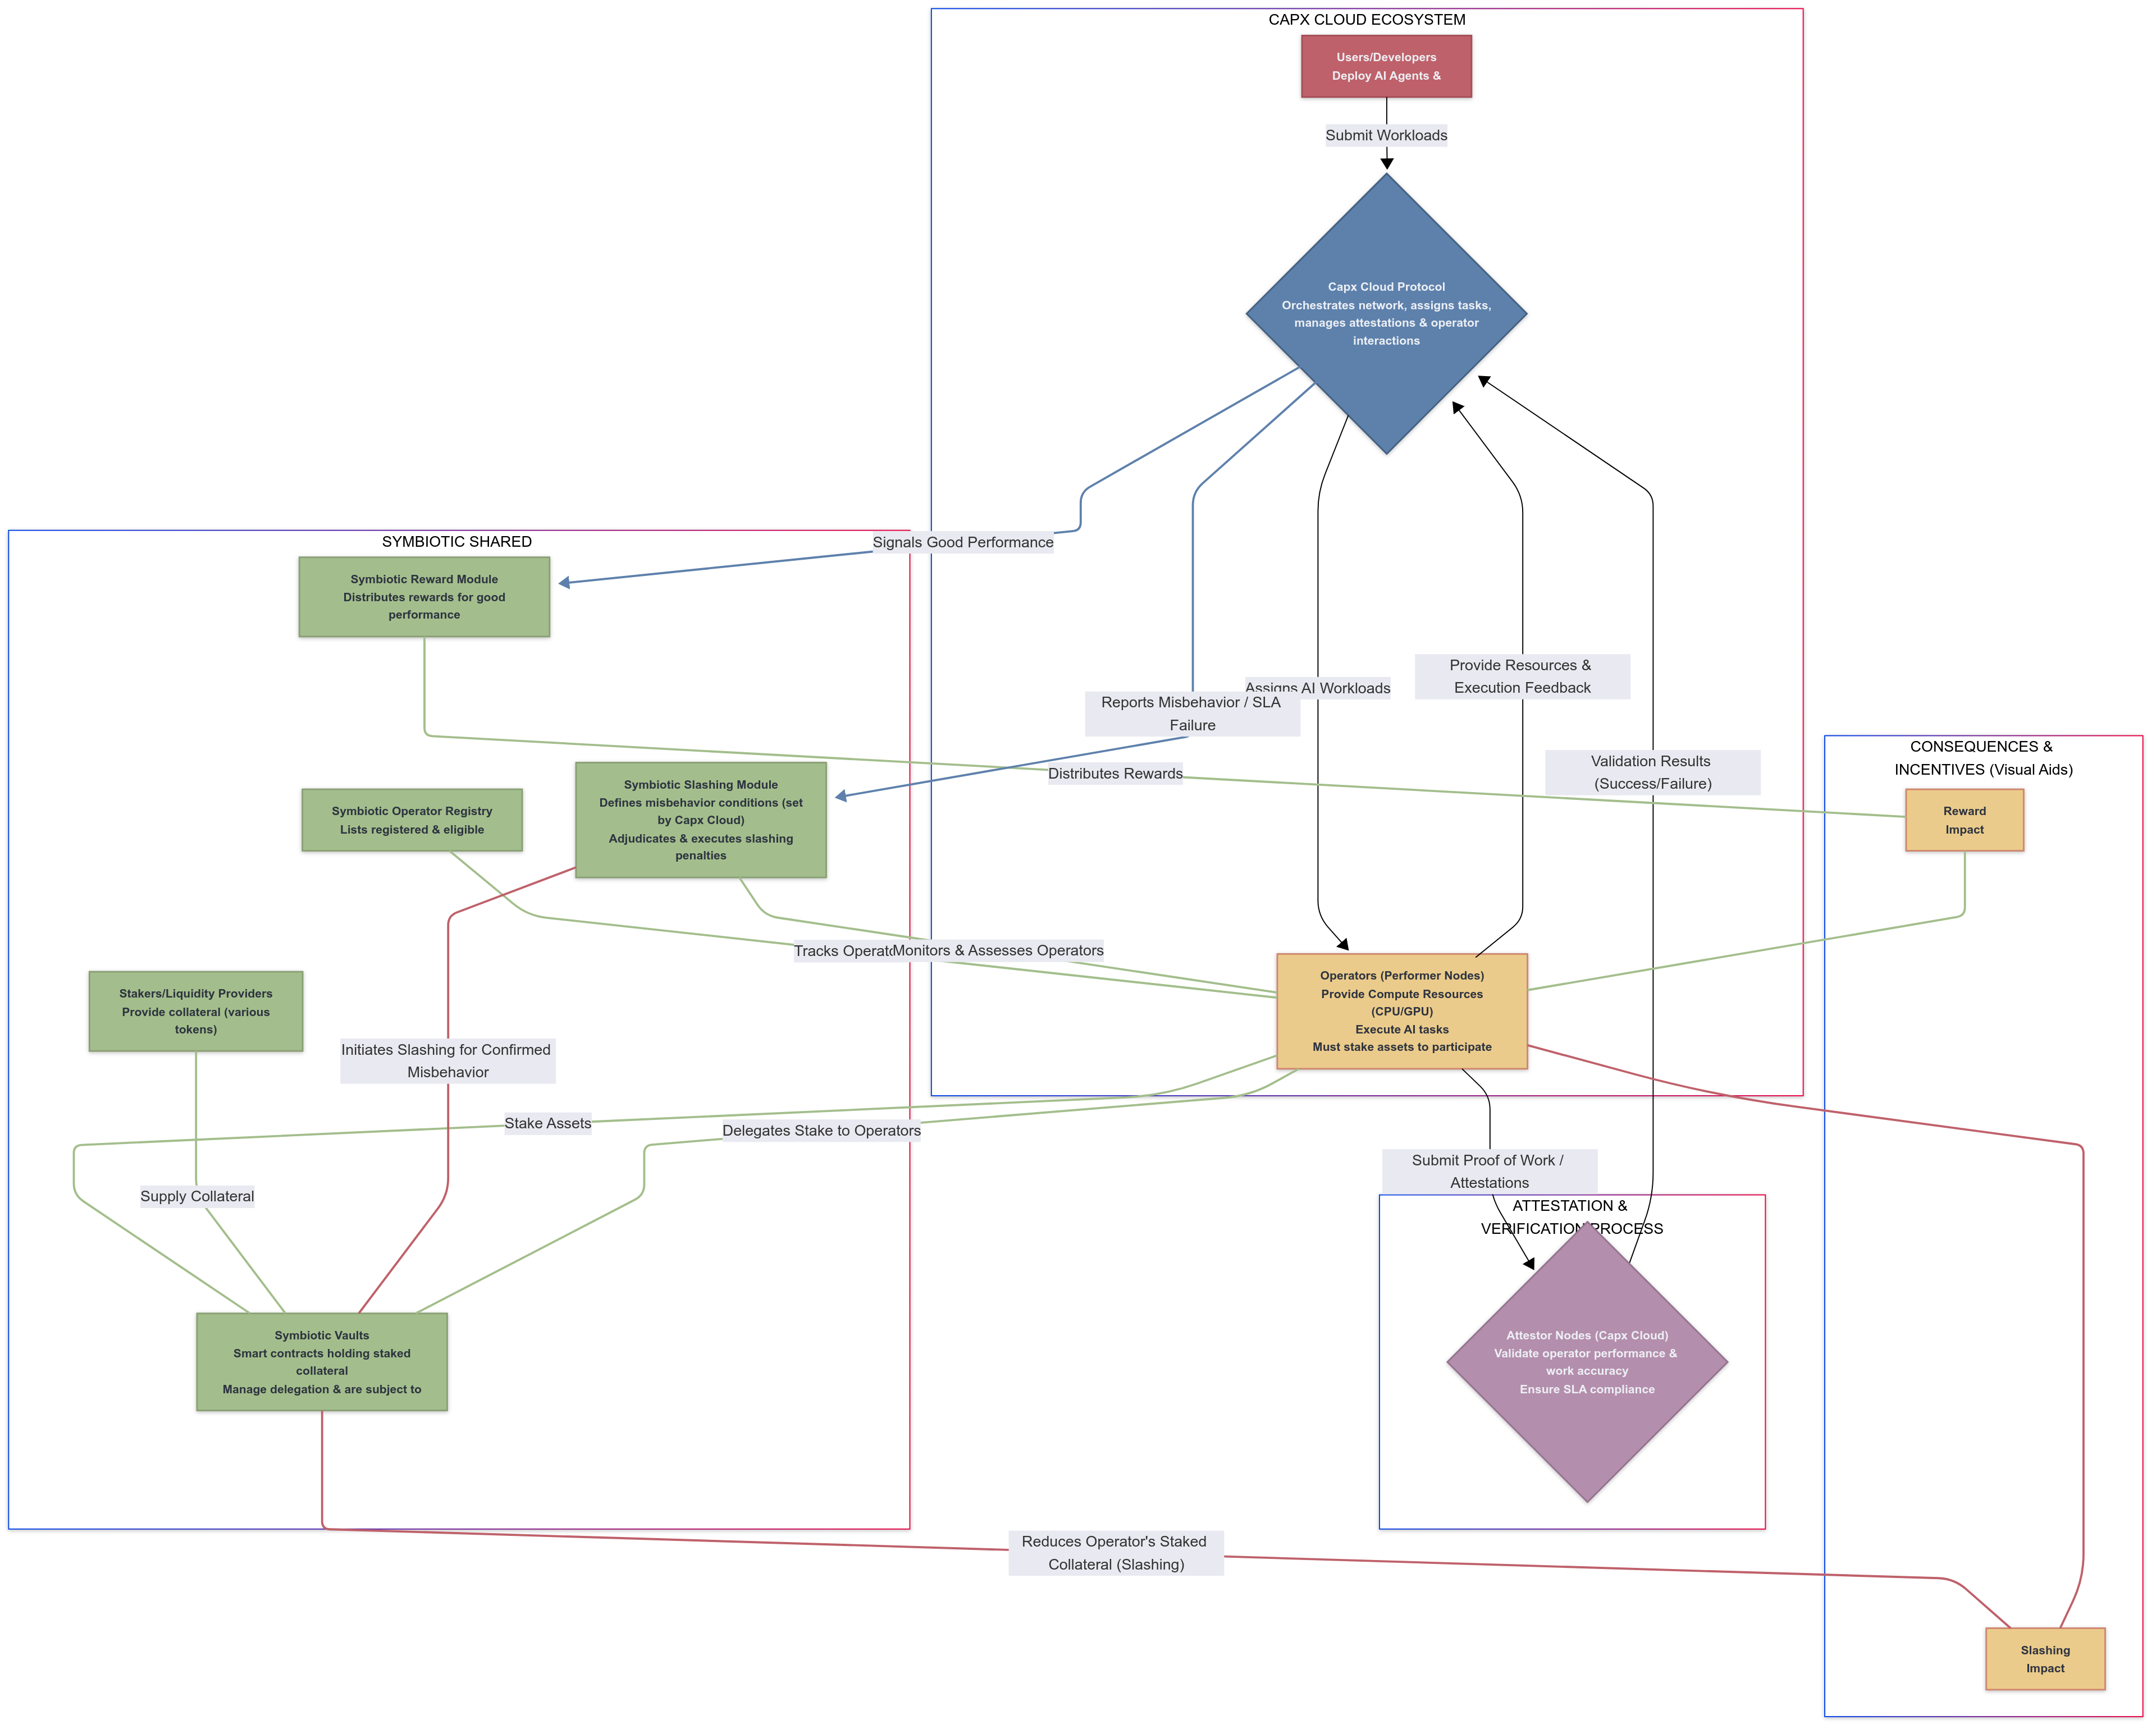 CAPX CLOUD ECOSYSTEM
Users/Developers
Deploy AI Agents &
Submit Workloads
Capx Cloud Protocol
Orchestrates network, assigns tasks,
manages attestations & operator
interactions
Signals Good Performance
SYMBIOTIC SHARED
Symbiotic Reward Module
Distributes rewards for good
performance
Assigns AI Workloads
Reports Misbehavior / SLA
Failure
Provide Resources &
Execution Feedback
Validation Results
(Success/Failure)
Distributes Rewards
CONSEQUENCES &
INCENTIVES (Visual Aids)
Reward
Impact
Symbiotic Operator Registry
Lists registered & eligible
Symbiotic Slashing Module
Defines misbehavior conditions (set
by Capx Cloud)
Adjudicates & executes slashing
penalties
Tracks Operat
Monitors & Assesses Operators
Operators (Performer Nodes)
Provide Compute Resources
(CPU/GPU)
Execute AI tasks
Must stake assets to participate
Stakers/Liquidity Providers
Provide collateral (various
tokens)
Initiates Slashing for Confirmed
Misbehavior
Stake Assets
Delegates Stake to Operators
Supply Collateral
Submit Proof of Work /
Attestations
ATTESTATION &
VERIFICATION PROCESS
Attestor Nodes (Capx Cloud)
Validate operator performance &
work accuracy
Ensure SLA compliance
Symbiotic Vaults
Smart contracts holding staked
collateral
Manage delegation & are subject to
Reduces Operator's Staked
Collateral (Slashing)
Slashing
Impact